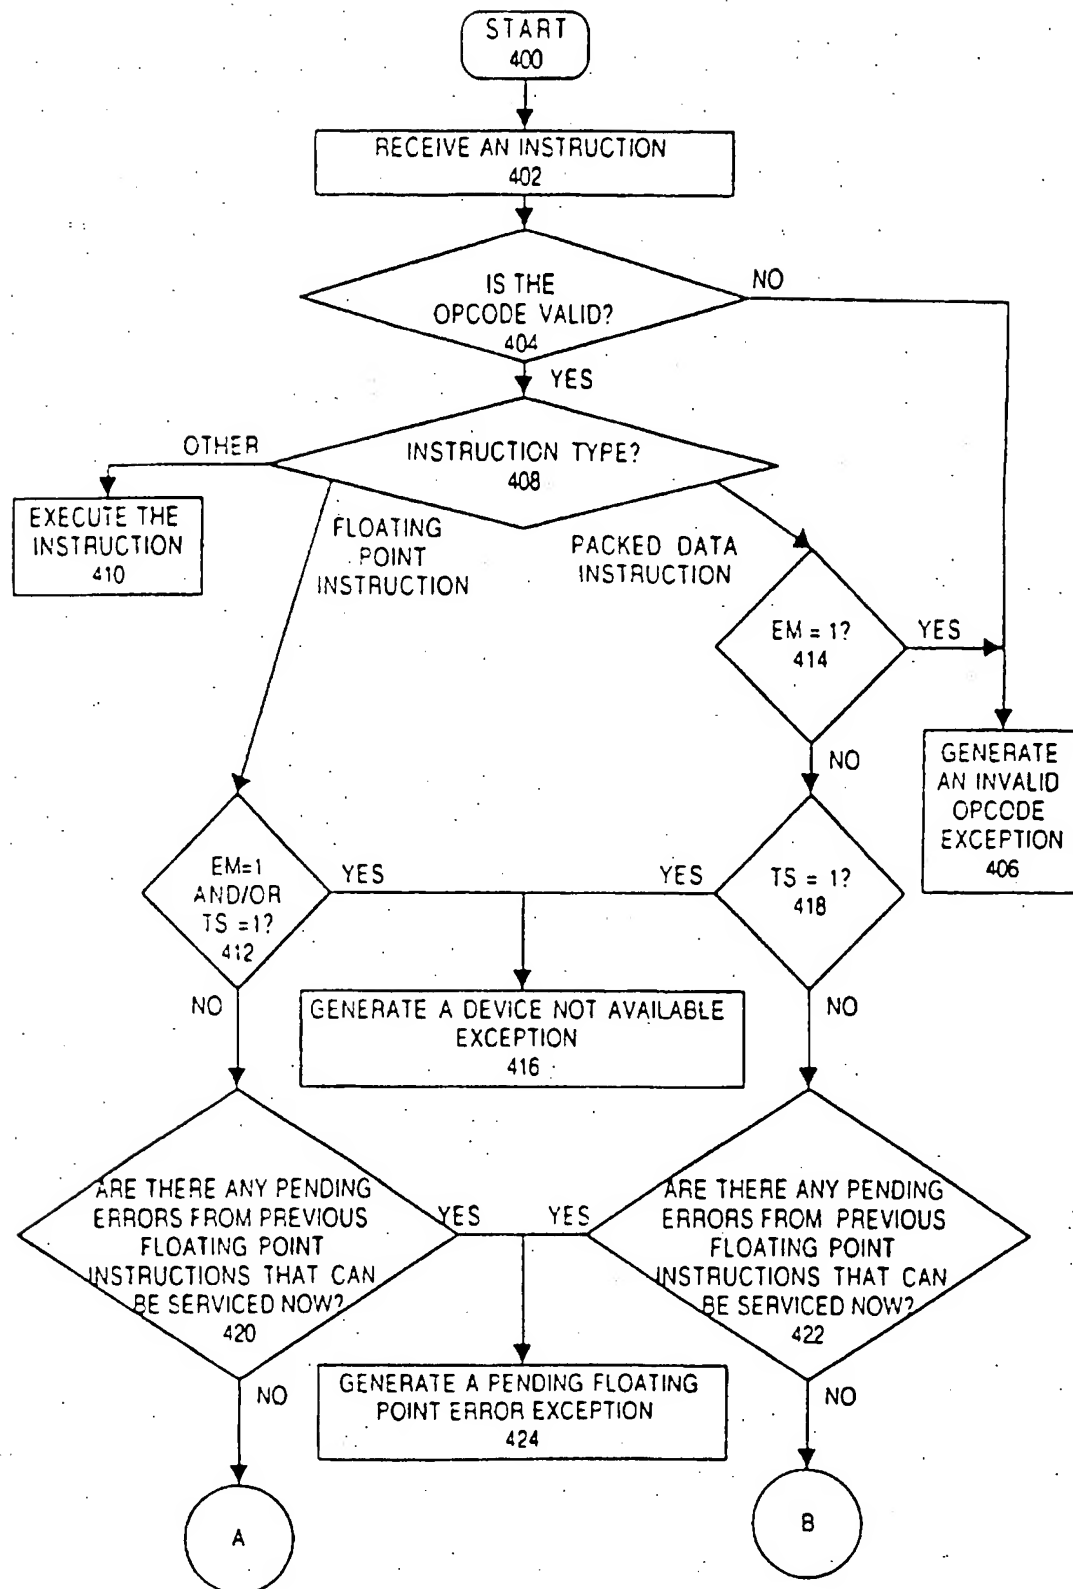 START
400
RECEIVE AN INSTRUCTION
402
IS THE
OPCODE VALID?
404
NO
YES
INSTRUCTION TYPE?
408
OTHER
EXECUTE THE
INSTRUCTION
410
FLOATING
POINT
INSTRUCTION
PACKED DATA
INSTRUCTION
EM = 1?
414
YES
NO
GENERATE
AN INVALID
OPCODE
EXCEPTION
406
EM=1
AND/OR
TS =1?
412
YES
YES
TS = 1?
418
NO
GENERATE A DEVICE NOT AVAILABLE
EXCEPTION
416
NO
ARE THERE ANY PENDING
ERRORS FROM PREVIOUS
FLOATING POINT
INSTRUCTIONS THAT CAN
BE SERVICED NOW?
420
YES
YES
ARE THERE ANY PENDING
ERRORS FROM PREVIOUS
FLOATING POINT
INSTRUCTIONS THAT CAN
BE SERVICED NOW?
422
NO
GENERATE A PENDING FLOATING
POINT ERROR EXCEPTION
424
NO
A
B